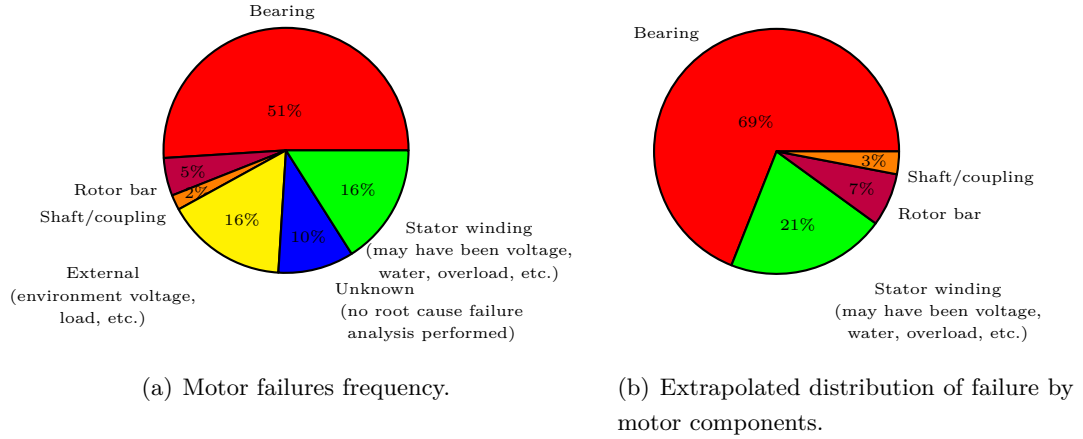 Bearing
51%
5%
2%
16%
10%
16%
Rotor bar
Shaft/coupling
External
(environment voltage,
load, etc.)
Unknown
(no root cause failure
analysis performed)
Stator winding
(may have been voltage,
water, overload, etc.)
(a) Motor failures frequency.
Bearing
69%
3%
7%
21%
Shaft/coupling
Rotor bar
Stator winding
(may have been voltage,
water, overload, etc.)
(b) Extrapolated distribution of failure by
motor components.